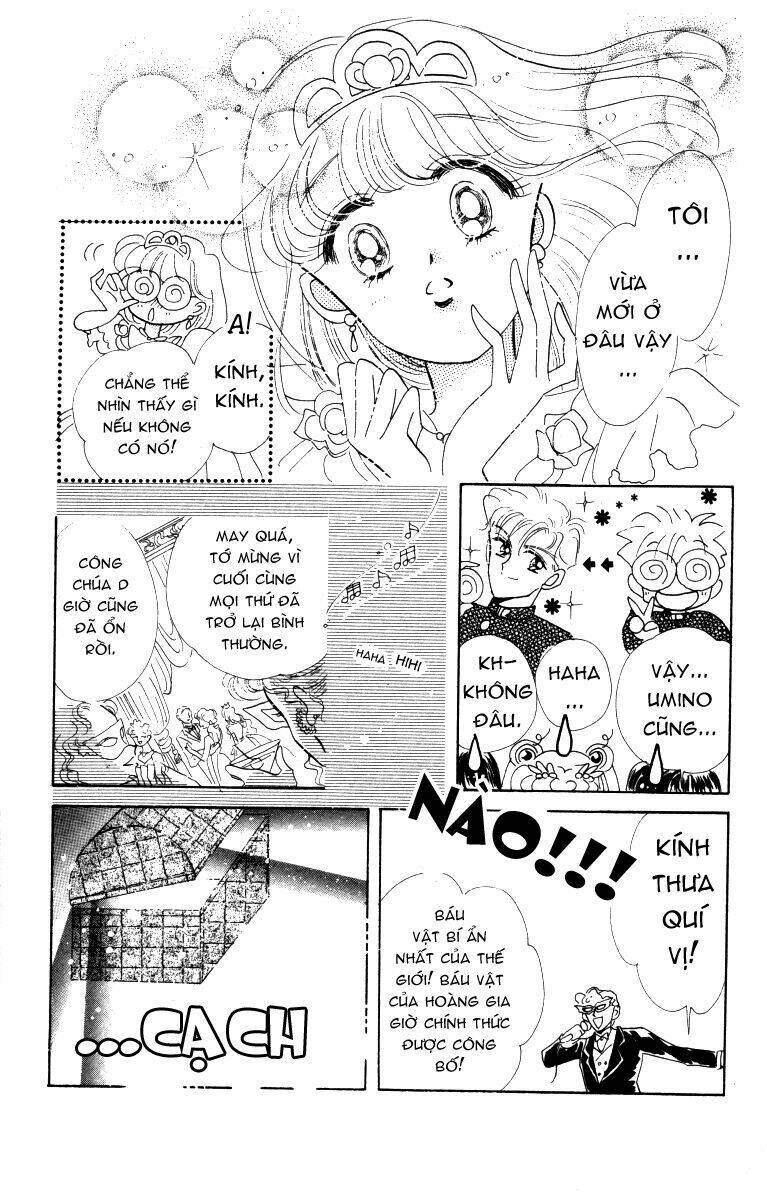 TÔI
...
VỪA
MỚI Ở
ĐÂU VẬY
...
A!
KÍNH,
KÍNH.
CHẲNG THỂ
NHÌN THẤY GÌ
NẾU KHÔNG
CÓ NÓ!
VẬY...
UMINO
CŨNG...
HAHA
...
KH-
KHÔNG
ĐÂU.
HAHA HIHI
MAY QUÁ,
TỚ MỪNG VÌ
CUỐI CÙNG
MỌI THỨ ĐÃ
TRỞ LẠI BÌNH
THƯỜNG.
CÔNG
CHÚA D
GIỜ CŨNG
ĐÃ ỔN
RỒI.
NÀO!!!
KÍNH
THƯA
QUÍ
VỊ!
BÁU
VẬT BÍ ẨN
NHẤT CỦA THẾ
GIỚI! BÁU VẬT
CỦA HOÀNG GIA
GIỜ CHÍNH THỨC
ĐƯỢC CÔNG
BỐ!
...CẠCH